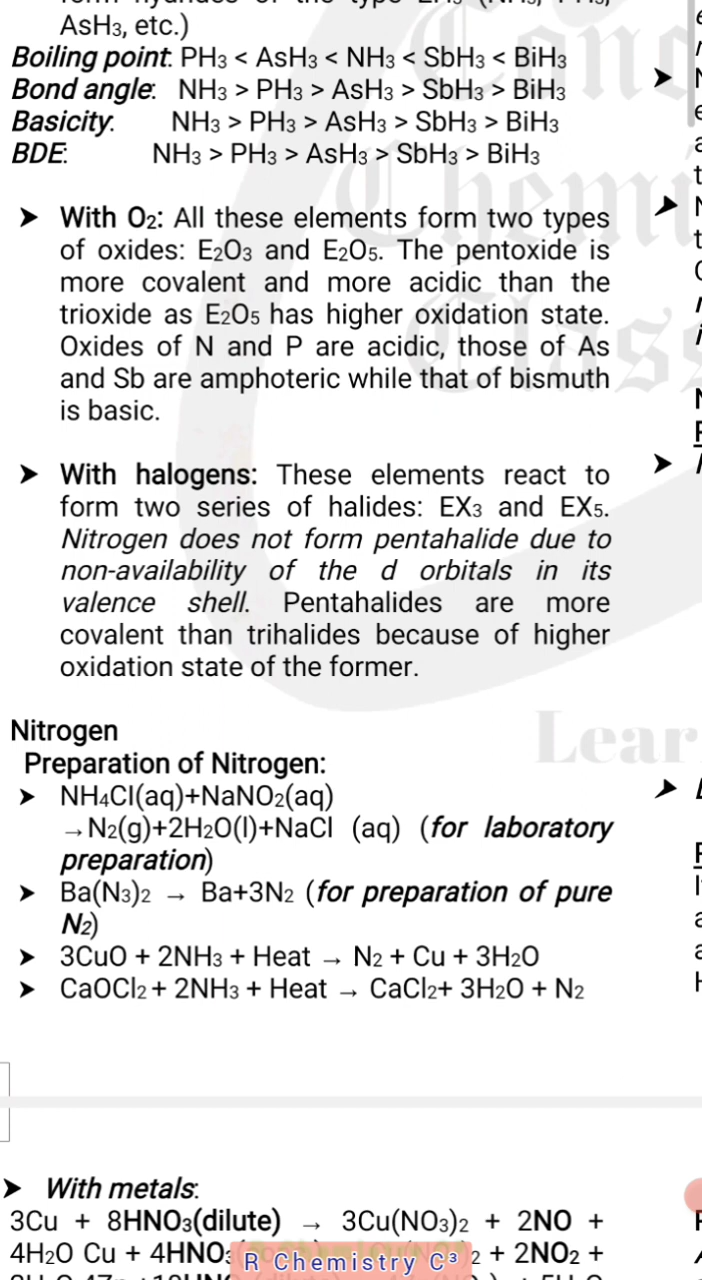 AsH3, etc.)
Boiling point: PH3 < AsH3 < NH3 < SbH3 < BiH3
Bond angle: NH3 > PH3 > AsH3 > SbH3 > BiH3
Basicity: NH3 > PH3 > AsH3 > SbH3 > BiH3
BDE: NH3 > PH3 > AsH3 > SbH3 > BiH3
➤ With O2: All these elements form two types
of oxides: E2O3 and E2O5. The pentoxide is
more covalent and more acidic than the
trioxide as E2O5 has higher oxidation state.
Oxides of N and P are acidic, those of As
and Sb are amphoteric while that of bismuth
is basic.
➤ With halogens: These elements react to
form two series of halides: EX3 and EX5.
Nitrogen does not form pentahalide due to
non-availability of the d orbitals in its
valence shell. Pentahalides are more
covalent than trihalides because of higher
oxidation state of the former.
Lear
Nitrogen
Preparation of Nitrogen:
➤ NH4Cl(aq)+NaNO2(aq)
→N2(g)+2H2O(l)+NaCl (aq) (for laboratory
preparation)
➤ Ba(N3)2 → Ba+3N2 (for preparation of pure
N2)
➤ 3CuO + 2NH3 + Heat → N2 + Cu + 3H2O
➤ CaOCl2 + 2NH3 + Heat → CaCl2+ 3H2O + N2
➤ With metals:
3Cu + 8HNO3(dilute) → 3Cu(NO3)2 + 2NO +
4H2O Cu + 4HNO3 2 + 2NO2 +
R Chemistry C³